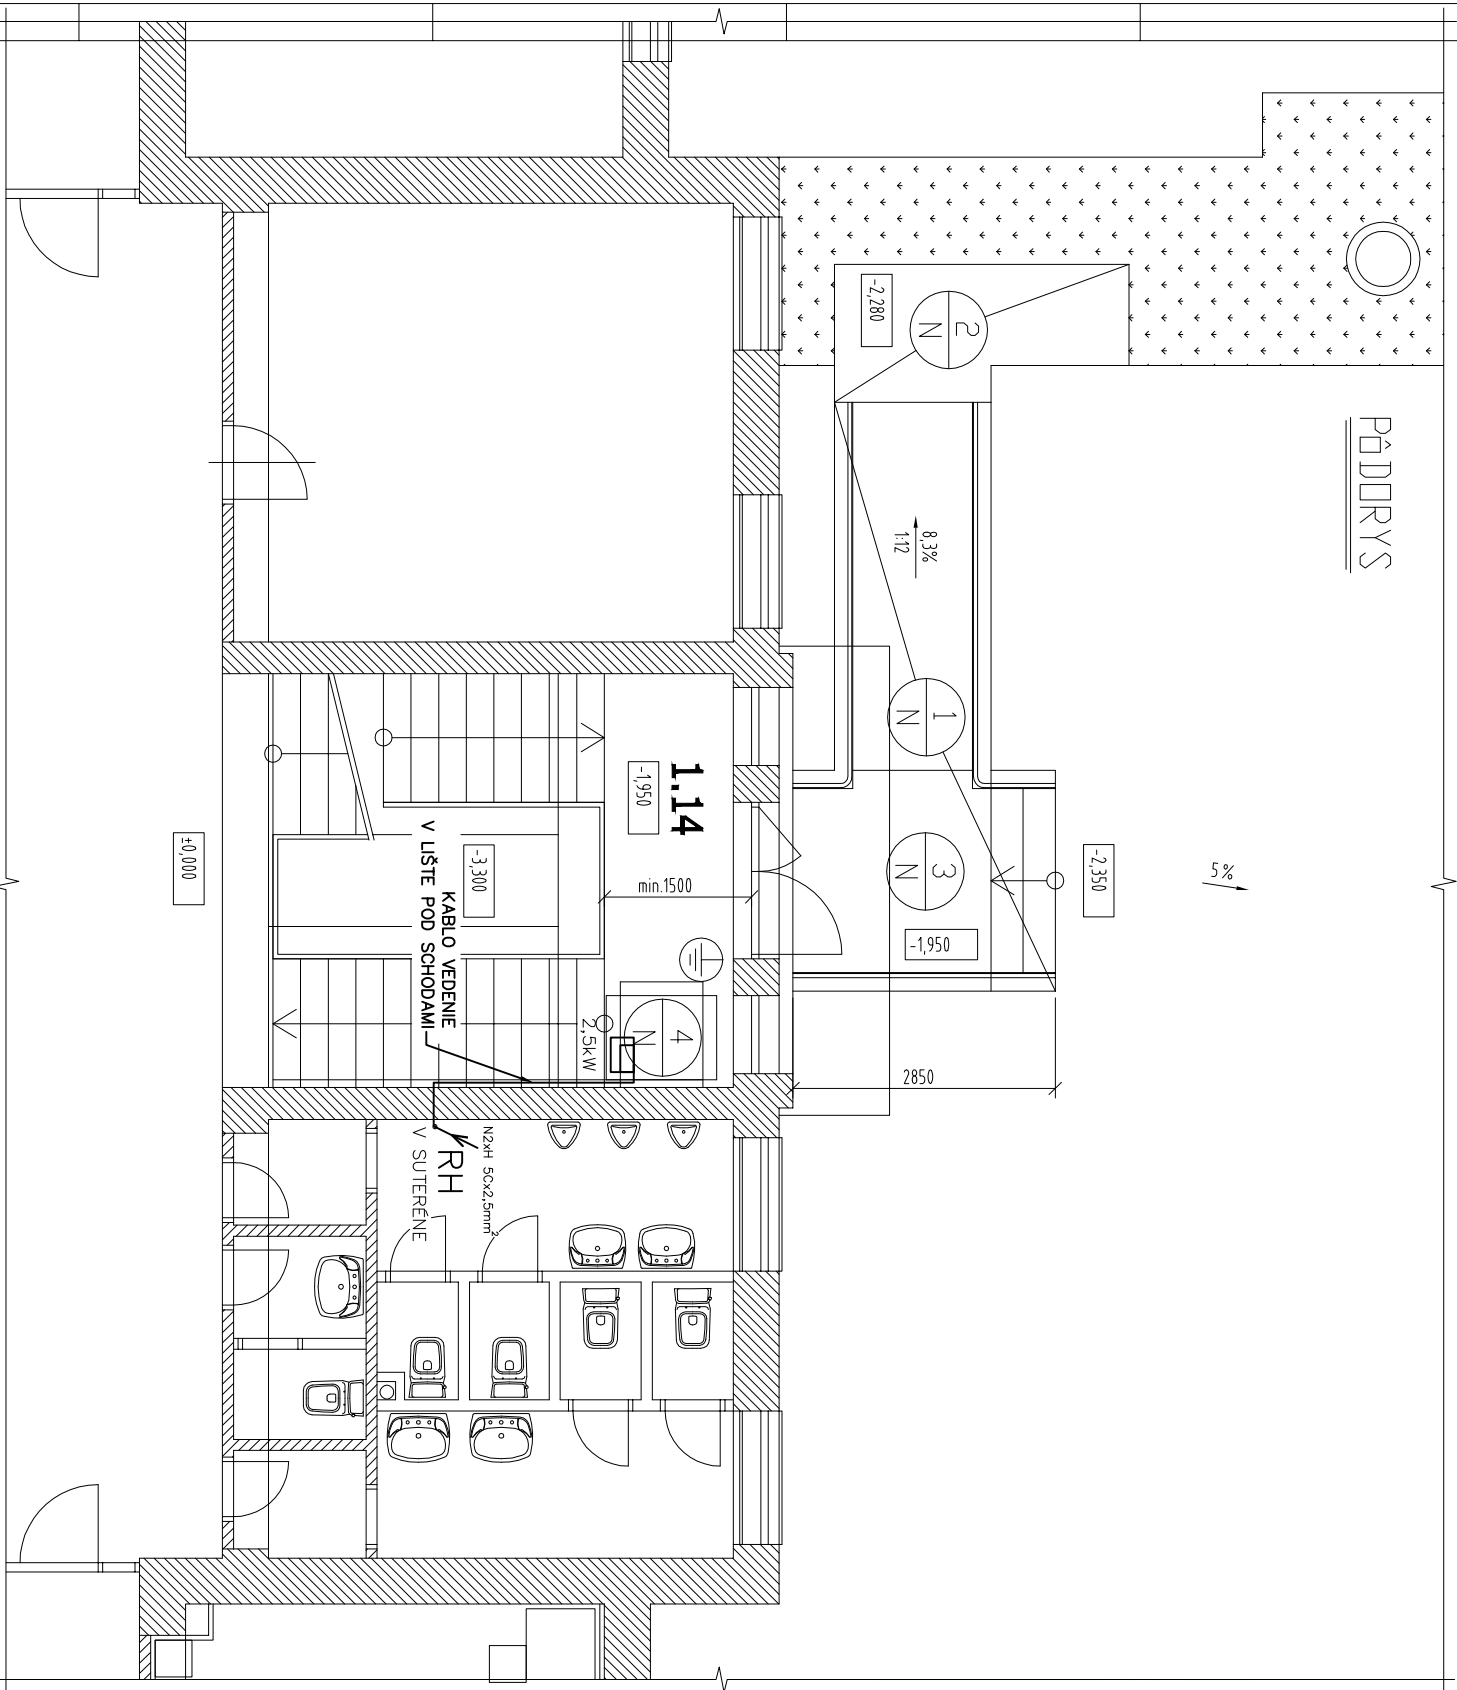 PÔDORYS
5%
-2,350
-2,280
2
N
8,3%
1:12
1
N
3
N
-1,950
2850
1.14
-1,950
min.1500
4
N
2,5kW
-3,300
KABLO VEDENIE
V LIŠTE POD SCHODAMI
N2xH 5Cx2,5mm²
RH
V SUTERÉNE
±0,000